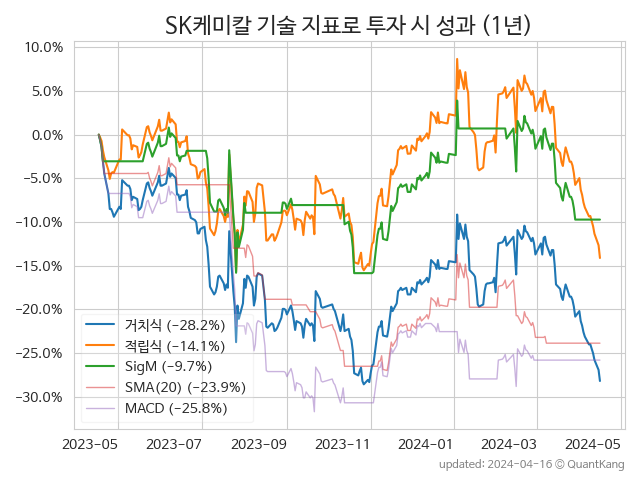 SK케미칼 기술 지표로 투자 시 성과 (1년)
10.0%
5.0%
0.0%
−5.0%
−10.0%
−15.0%
−20.0%
−25.0%
−30.0%
거치식 (−28.2%)
적립식 (−14.1%)
SigM (−9.7%)
SMA(20) (−23.9%)
MACD (−25.8%)
2023-05 2023-07 2023-09 2023-11 2024-01 2024-03 2024-05
updated: 2024-04-16 © QuantKang